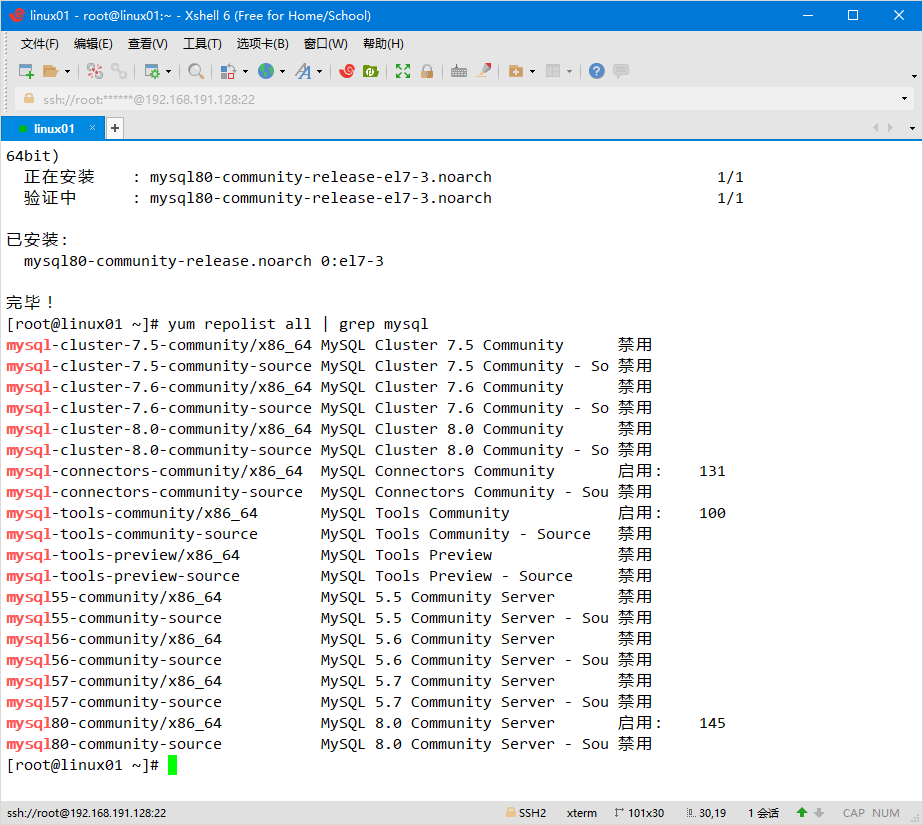 linux01 - root@linux01:~ - Xshell 6 (Free for Home/School)
文件(F) 编辑(E) 查看(V) 工具(T) 选项卡(B) 窗口(W) 帮助(H)
ssh://root:******@192.168.191.128:22
linux01 × +
64bit)
正在安装 : mysql80-community-release-el7-3.noarch 1/1
验证中 : mysql80-community-release-el7-3.noarch 1/1
已安装:
mysql80-community-release.noarch 0:el7-3
完毕！
[root@linux01 ~]# yum repolist all | grep mysql
mysql-cluster-7.5-community/x86_64 MySQL Cluster 7.5 Community 禁用
mysql-cluster-7.5-community-source MySQL Cluster 7.5 Community - So 禁用
mysql-cluster-7.6-community/x86_64 MySQL Cluster 7.6 Community 禁用
mysql-cluster-7.6-community-source MySQL Cluster 7.6 Community - So 禁用
mysql-cluster-8.0-community/x86_64 MySQL Cluster 8.0 Community 禁用
mysql-cluster-8.0-community-source MySQL Cluster 8.0 Community - So 禁用
mysql-connectors-community/x86_64 MySQL Connectors Community 启用: 131
mysql-connectors-community-source MySQL Connectors Community - Sou 禁用
mysql-tools-community/x86_64 MySQL Tools Community 启用: 100
mysql-tools-community-source MySQL Tools Community - Source 禁用
mysql-tools-preview/x86_64 MySQL Tools Preview 禁用
mysql-tools-preview-source MySQL Tools Preview - Source 禁用
mysql55-community/x86_64 MySQL 5.5 Community Server 禁用
mysql55-community-source MySQL 5.5 Community Server - Sou 禁用
mysql56-community/x86_64 MySQL 5.6 Community Server 禁用
mysql56-community-source MySQL 5.6 Community Server - Sou 禁用
mysql57-community/x86_64 MySQL 5.7 Community Server 禁用
mysql57-community-source MySQL 5.7 Community Server - Sou 禁用
mysql80-community/x86_64 MySQL 8.0 Community Server 启用: 145
mysql80-community-source MySQL 8.0 Community Server - Sou 禁用
[root@linux01 ~]#
ssh://root@192.168.191.128:22 SSH2 xterm 101x30 30,19 1 会话 CAP NUM